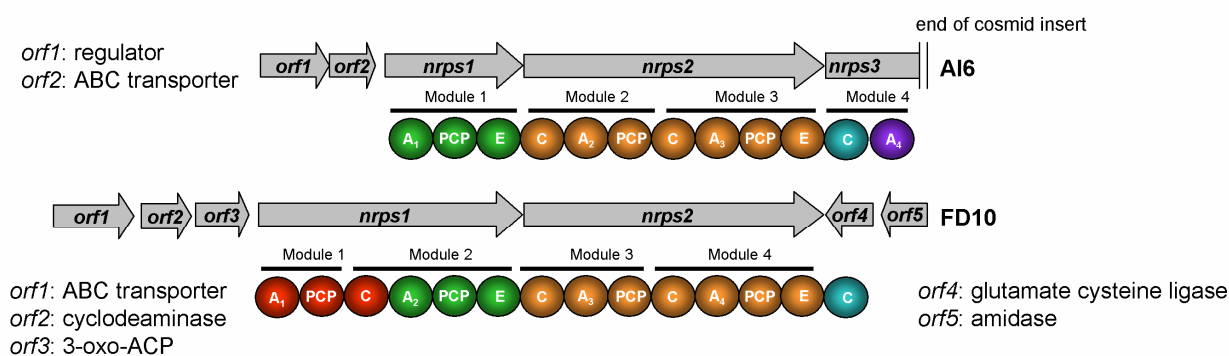 end of cosmid insert
orf1: regulator
orf2: ABC transporter
orf1 orf2 nrps1 nrps2 nrps3 AI6
Module 1 Module 2 Module 3 Module 4
A1 PCP E C A2 PCP C A3 PCP E C A4
orf1 orf2 orf3 nrps1 nrps2 orf4 orf5 FD10
Module 1 Module 2 Module 3 Module 4
A1 PCP C A2 PCP E C A3 PCP C A4 PCP E C
orf1: ABC transporter
orf2: cyclodeaminase
orf3: 3-oxo-ACP
orf4: glutamate cysteine ligase
orf5: amidase